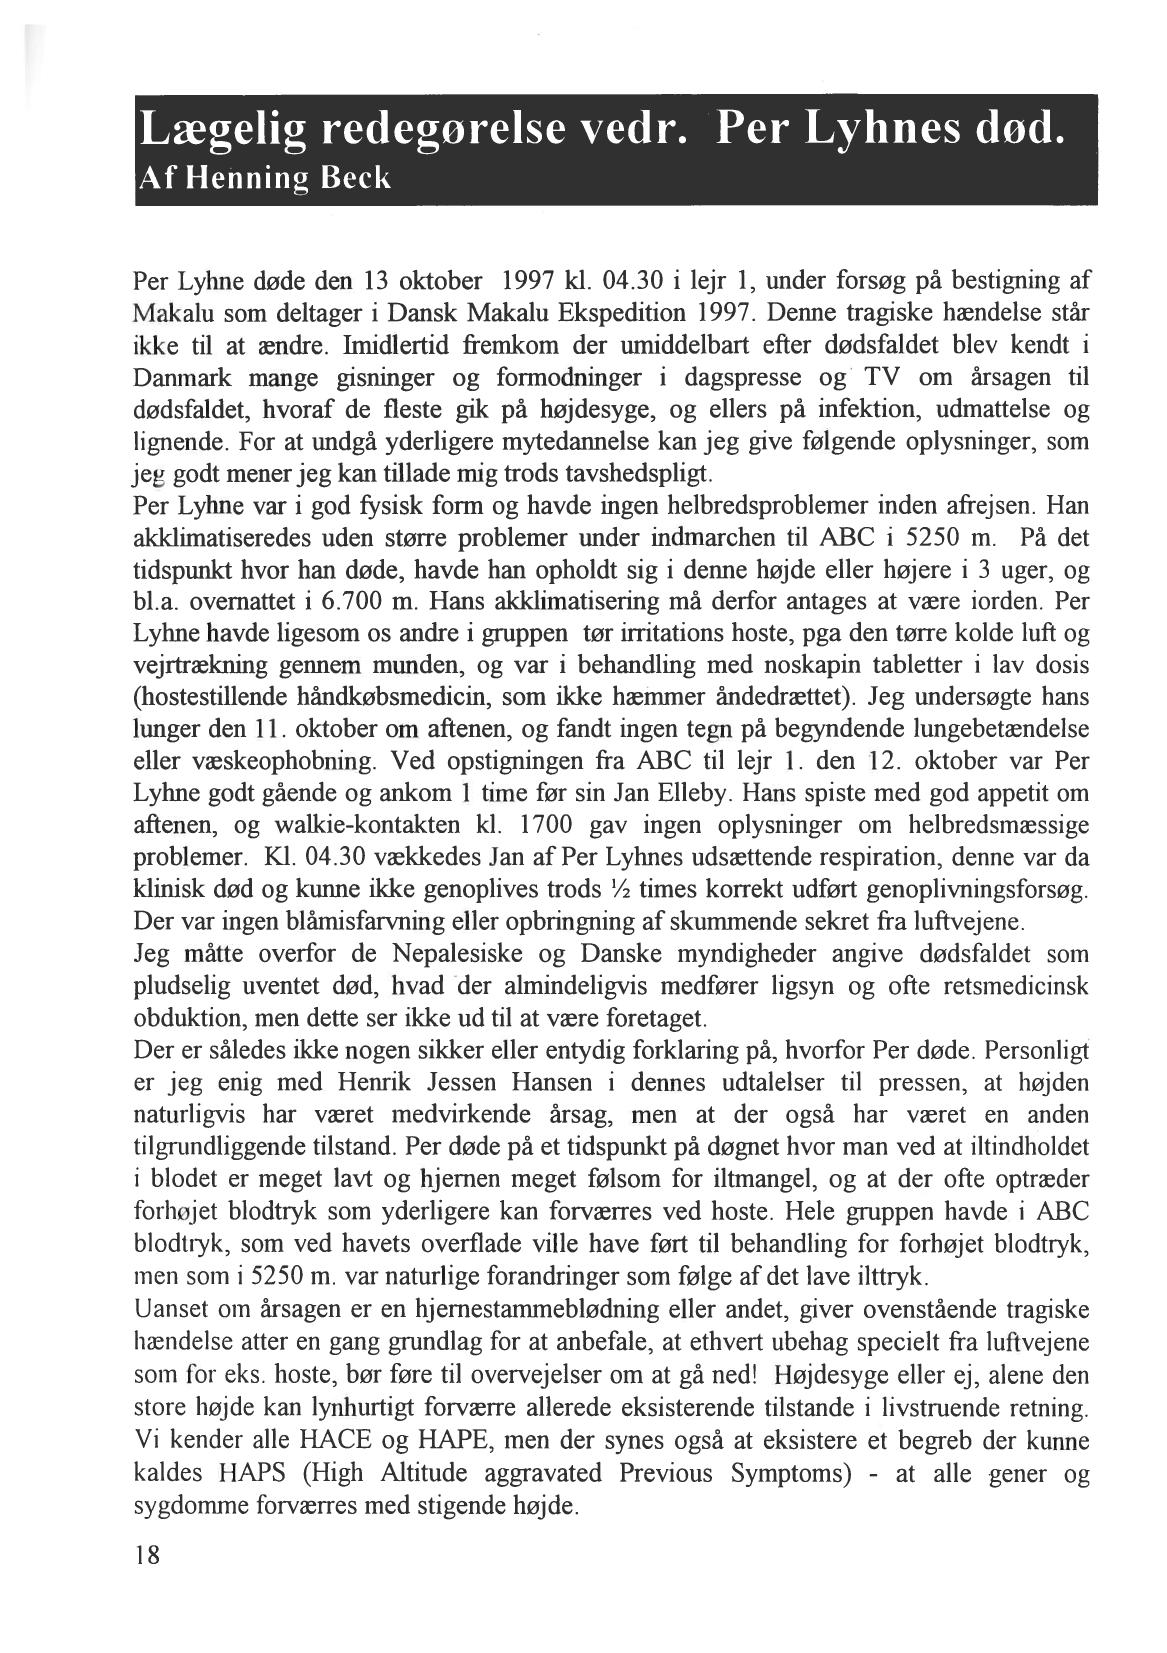 Lægelig redegørelse vedr. Per Lyhnes død.
Af Henning Beck
Per Lyhne døde den 13 oktober 1997 kl. 04.30 i lejr 1, under forsøg på bestigning af
Makalu som deltager i Dansk Makalu Ekspedition 1997. Denne tragiske hændelse står
ikke til at ændre. Imidlertid fremkom der umiddelbart efter dødsfaldet blev kendt i
Danmark mange gisninger og formodninger i dagspresse og TV om årsagen til
dødsfaldet, hvoraf de fleste gik på højdesyge, og ellers på infektion, udmattelse og
lignende. For at undgå yderligere mytedannelse kan jeg give følgende oplysninger, som
jeg godt mener jeg kan tillade mig trods tavshedspligt.
Per Lyhne var i god fysisk form og havde ingen helbredsproblemer inden afrejsen. Han
akklimatiseredes uden større problemer under indmarchen til ABC i 5250 m. På det
tidspunkt hvor han døde, havde han opholdt sig i denne højde eller højere i 3 uger, og
bl.a. overnattet i 6.700 m. Hans akklimatisering må derfor antages at være iorden. Per
Lyhne havde ligesom os andre i gruppen tør irritations hoste, pga den tørre kolde luft og
vejrtrækning gennem munden, og var i behandling med noskapin tabletter i lav dosis
(hostestillende håndkøbsmedicin, som ikke hæmmer åndedrættet). Jeg undersøgte hans
lunger den 11. oktober om aftenen, og fandt ingen tegn på begyndende lungebetændelse
eller væskeophobning. Ved opstigningen fra ABC til lejr 1. den 12. oktober var Per
Lyhne godt gående og ankom 1 time før sin Jan Elleby. Hans spiste med god appetit om
aftenen, og walkie-kontakten kl. 1700 gav ingen oplysninger om helbredsmæssige
problemer. Kl. 04.30 vækkedes Jan af Per Lyhnes udsættende respiration, denne var da
klinisk død og kunne ikke genoplives trods ½ times korrekt udført genoplivningsforsøg.
Der var ingen blåmisfarvning eller opbringning af skummende sekret fra luftvejene.
Jeg måtte overfor de Nepalesiske og Danske myndigheder angive dødsfaldet som
pludselig uventet død, hvad der almindeligvis medfører ligsyn og ofte retsmedicinsk
obduktion, men dette ser ikke ud til at være foretaget.
Der er således ikke nogen sikker eller entydig forklaring på, hvorfor Per døde. Personligt
er jeg enig med Henrik Jessen Hansen i dennes udtalelser til pressen, at højden
naturligvis har været medvirkende årsag, men at der også har været en anden
tilgrundliggende tilstand. Per døde på et tidspunkt på døgnet hvor man ved at iltindholdet
i blodet er meget lavt og hjernen meget følsom for iltmangel, og at der ofte optræder
forhøjet blodtryk som yderligere kan forværres ved hoste. Hele gruppen havde i ABC
blodtryk, som ved havets overflade ville have ført til behandling for forhøjet blodtryk,
men som i 5250 m. var naturlige forandringer som følge af det lave ilttryk.
Uanset om årsagen er en hjernestammeblødning eller andet, giver ovenstående tragiske
hændelse atter en gang grundlag for at anbefale, at ethvert ubehag specielt fra luftvejene
som for eks. hoste, bør føre til overvejelser om at gå ned! Højdesyge eller ej, alene den
store højde kan lynhurtigt forværre allerede eksisterende tilstande i livstruende retning.
Vi kender alle HACE og HAPE, men der synes også at eksistere et begreb der kunne
kaldes HAPS (High Altitude aggravated Previous Symptoms) - at alle gener og
sygdomme forværres med stigende højde.
18